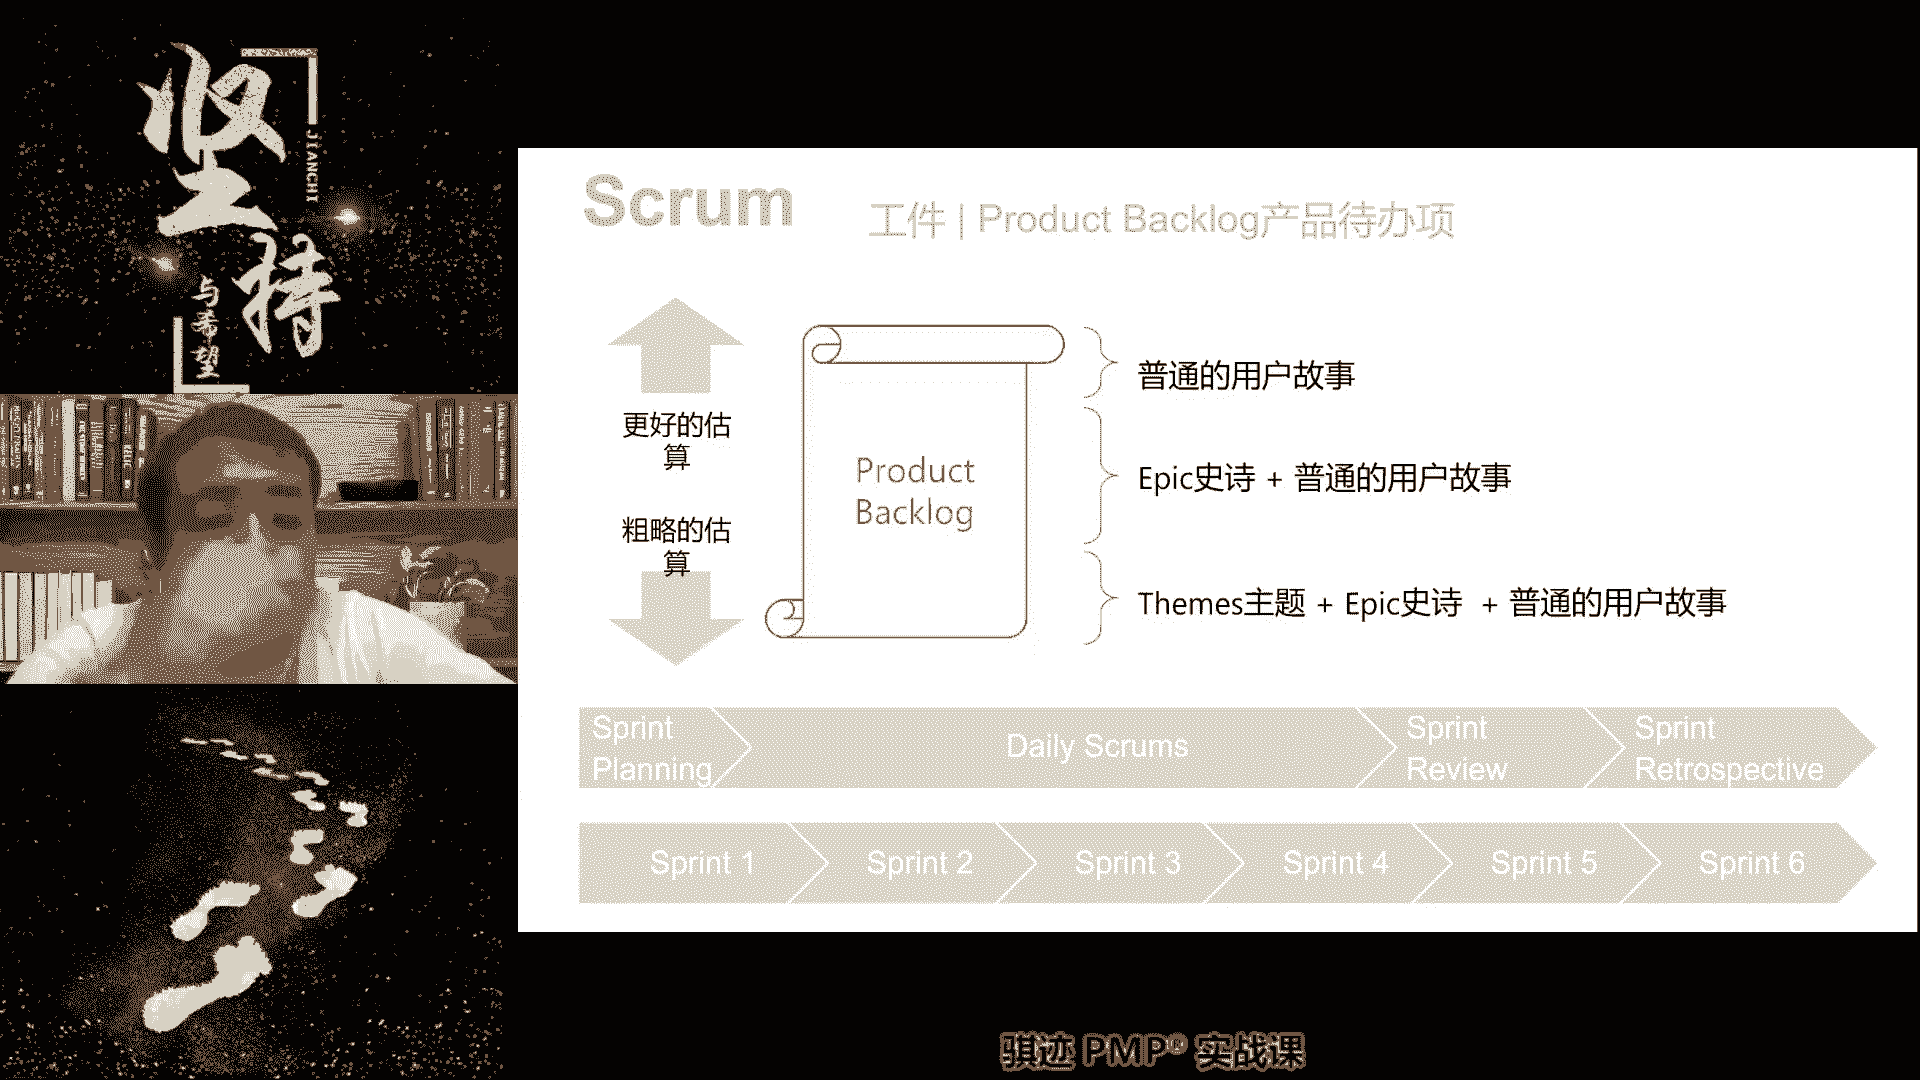 坚持
JIANCHI
与希望
Scrum
工件 | Product Backlog产品待办项
更好的估
算
粗略的估
算
Product
Backlog
普通的用户故事
Epic史诗 + 普通的用户故事
Themes主题 + Epic史诗 + 普通的用户故事
Sprint
Planning
Daily Scrums
Sprint
Review
Sprint
Retrospective
Sprint 1
Sprint 2
Sprint 3
Sprint 4
Sprint 5
Sprint 6
骐迹 PMP® 实战课